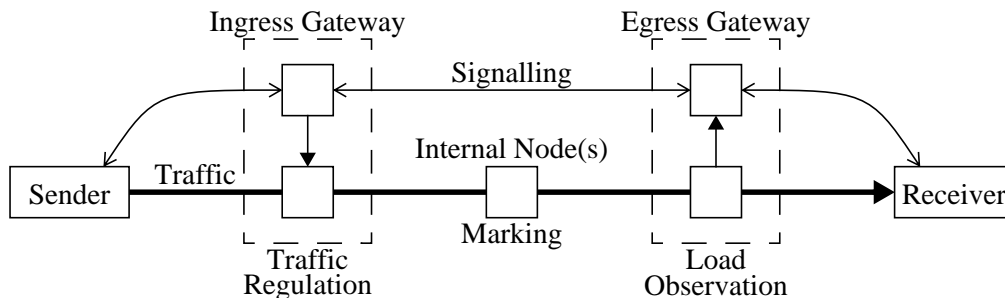 Ingress Gateway
Egress Gateway
Signalling
Internal Node(s)
Traffic
Sender
Receiver
Marking
Traffic
Regulation
Load
Observation